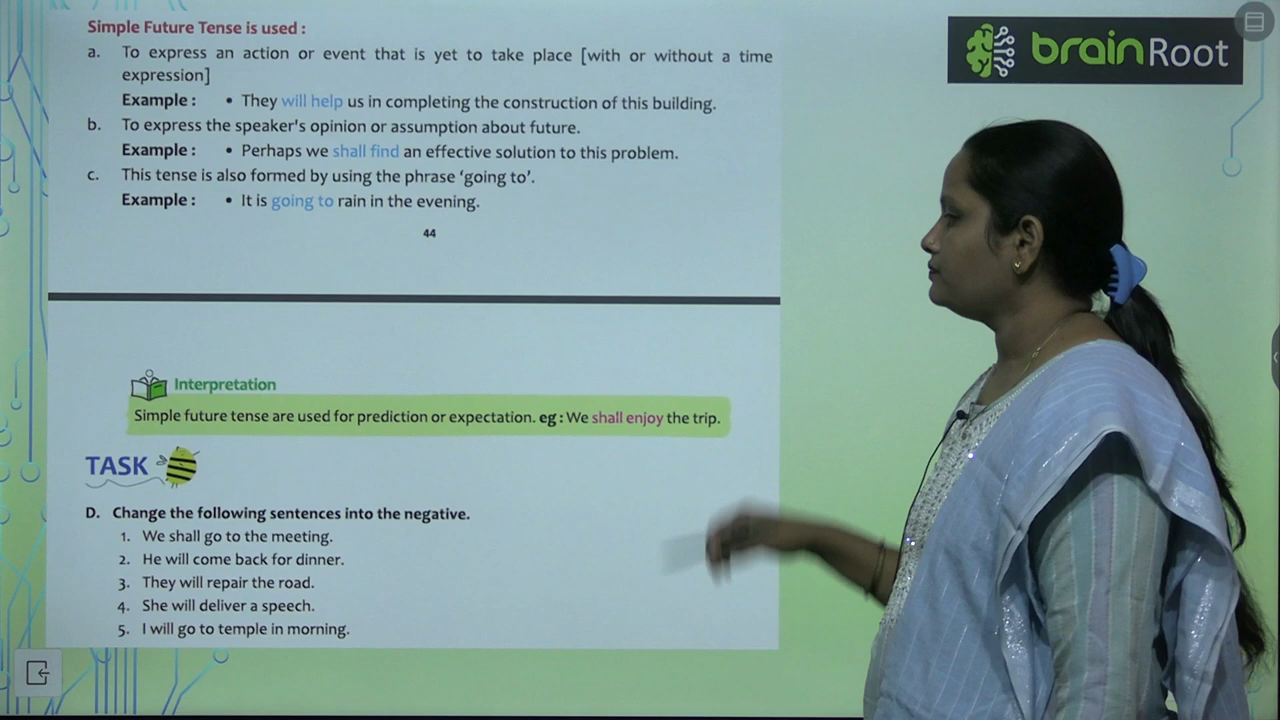 Simple Future Tense is used :
a. To express an action or event that is yet to take place [with or without a time
expression]
Example : • They will help us in completing the construction of this building.
b. To express the speaker's opinion or assumption about future.
Example : • Perhaps we shall find an effective solution to this problem.
c. This tense is also formed by using the phrase ‘going to’.
Example : • It is going to rain in the evening.
44
Interpretation
Simple future tense are used for prediction or expectation. eg : We shall enjoy the trip.
TASK
D. Change the following sentences into the negative.
1. We shall go to the meeting.
2. He will come back for dinner.
3. They will repair the road.
4. She will deliver a speech.
5. I will go to temple in morning.
brainRoot